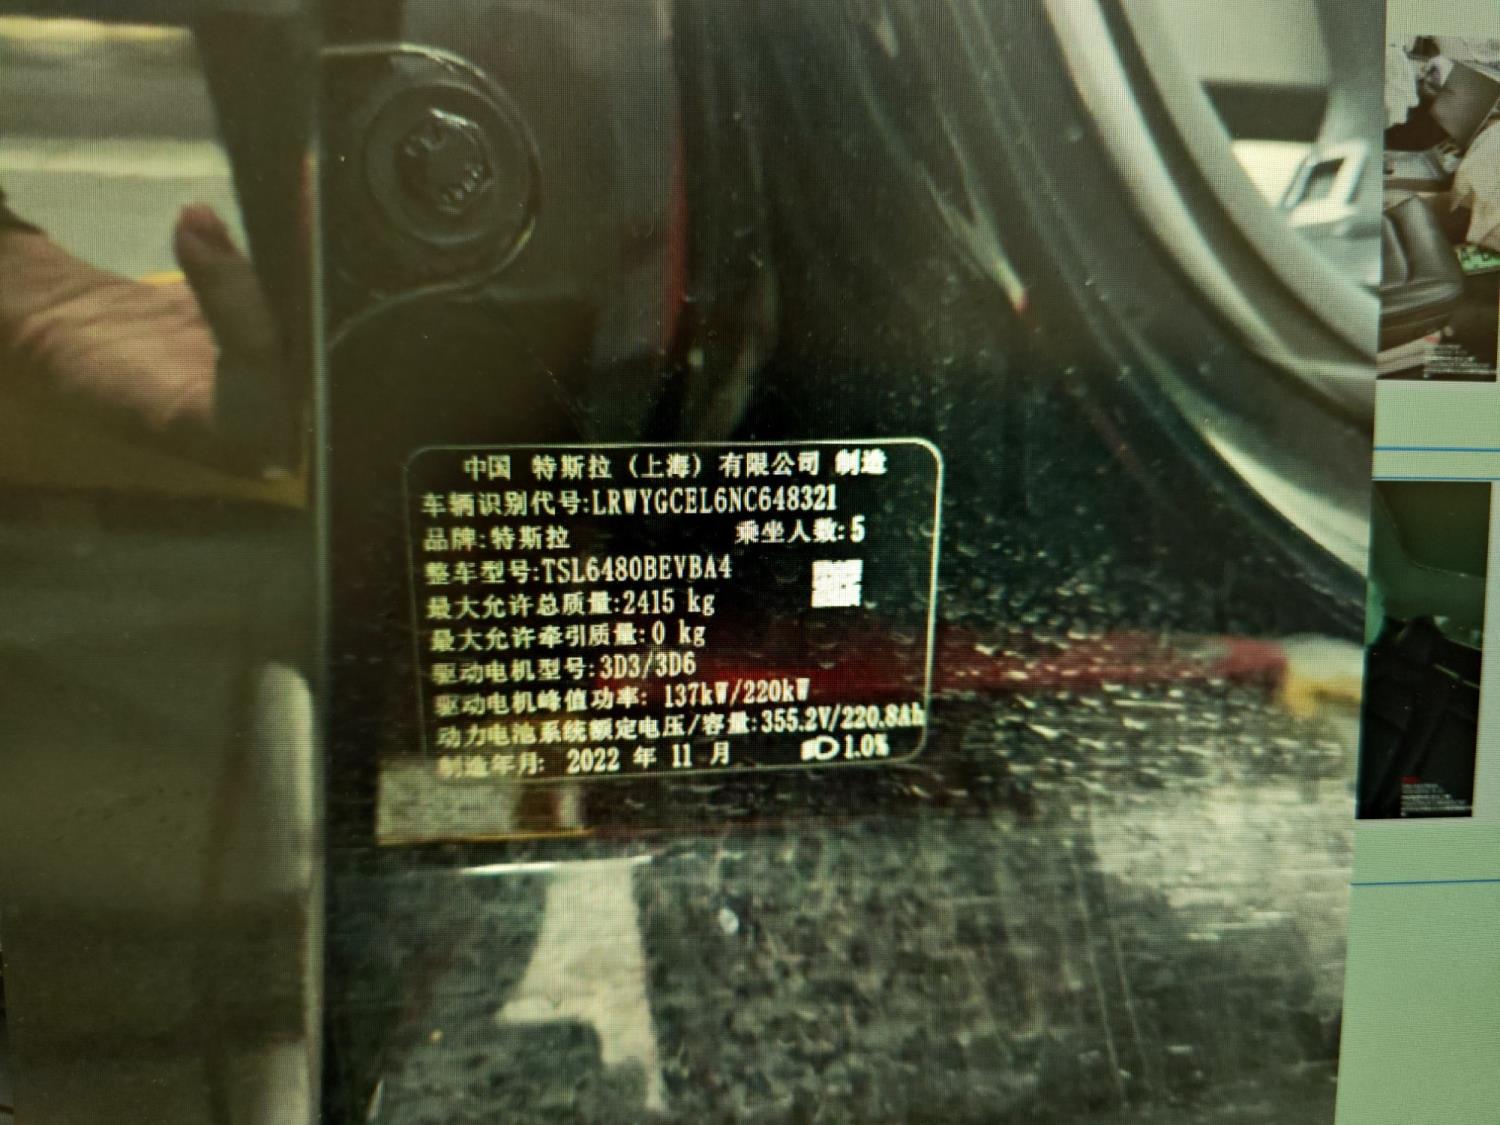 中国 特斯拉（上海）有限公司 制造
车辆识别代号:LRWYGCEL6NC648321
品牌:特斯拉 乘坐人数:5
整车型号:TSL6480BEVBA4
最大允许总质量:2415 kg
最大允许牵引质量:0 kg
驱动电机型号:3D3/3D6
驱动电机峰值功率: 137kW/220kW
动力电池系统额定电压/容量:355.2V/220.8Ah
制造年月: 2022 年 11 月 1.0%